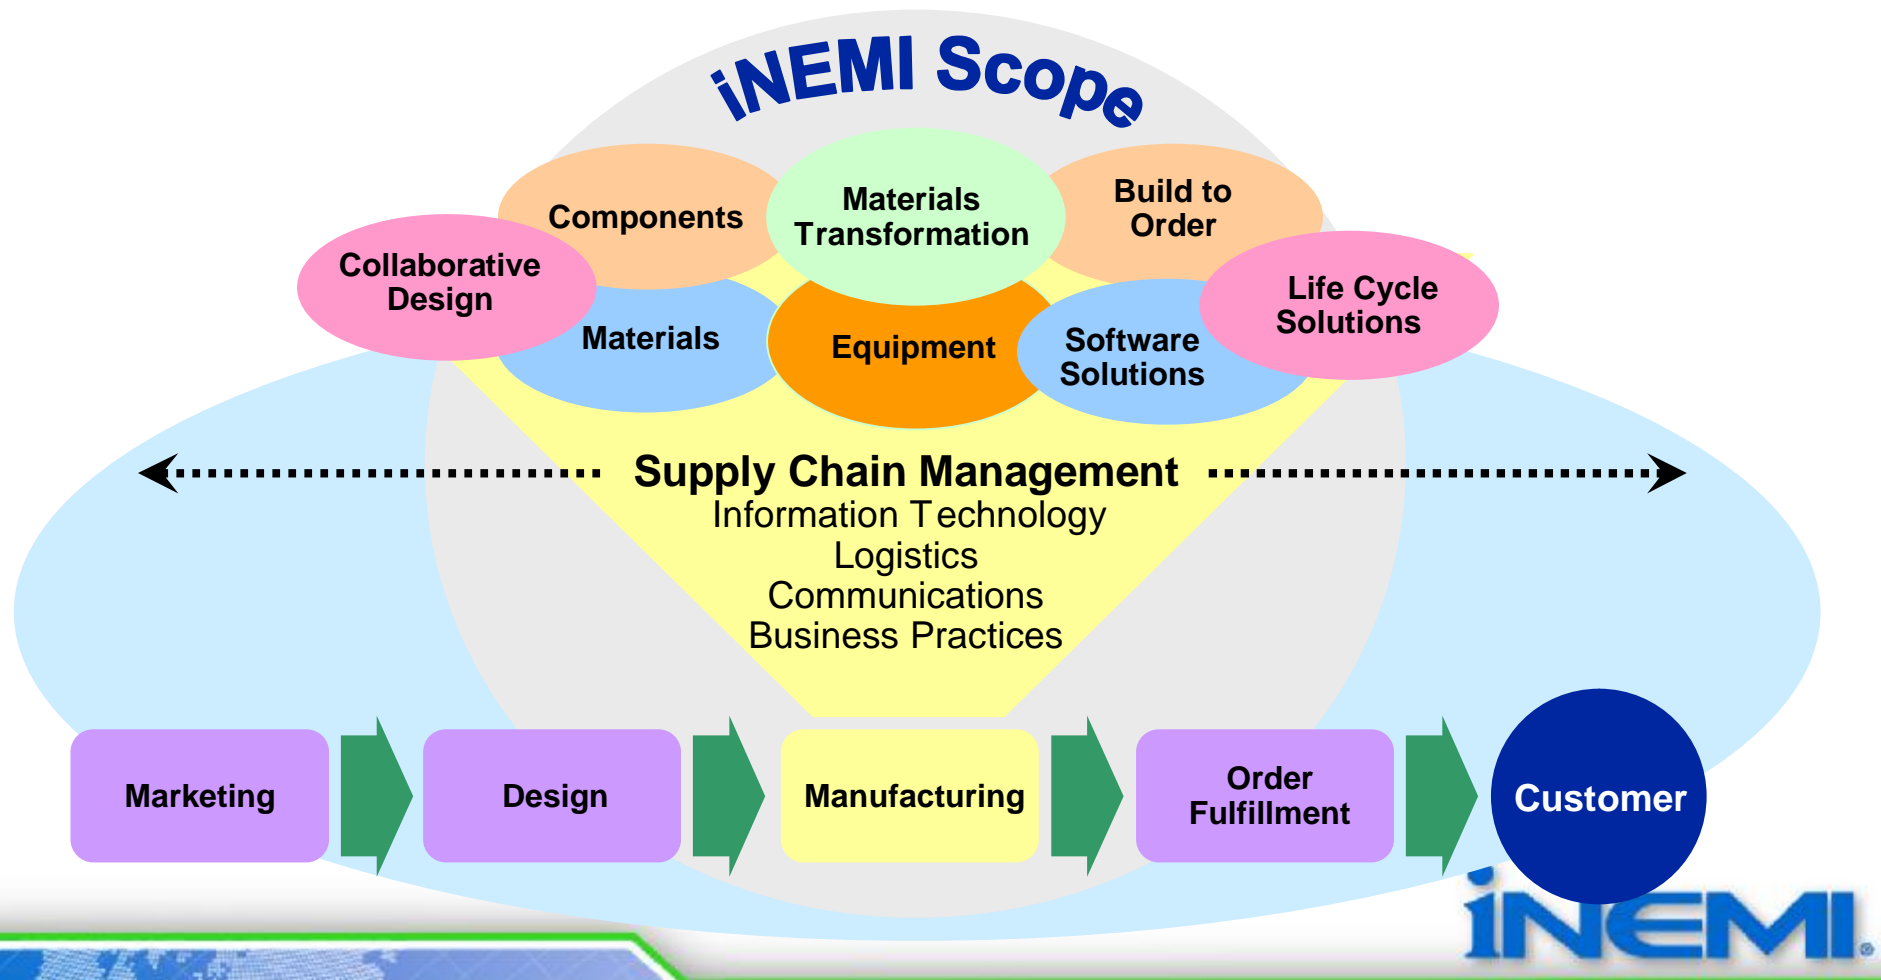 iNEMI Scope
Components
Materials
Transformation
Build to
Order
Collaborative
Design
Life Cycle
Solutions
Materials
Equipment
Software
Solutions
Supply Chain Management
Information Technology
Logistics
Communications
Business Practices
Marketing
Design
Manufacturing
Order
Fulfillment
Customer
iNEMI®